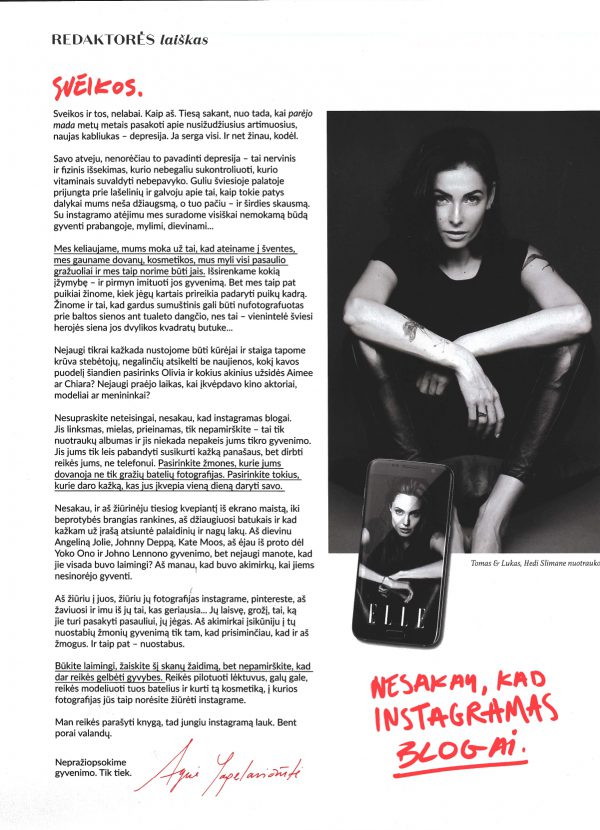 REDAKTORĖS laiškas
SVEIKOS.
Sveikos ir tos, nelabai. Kaip aš. Tiesą sakant, nuo tada, kai parėjo
mada metų metais pasakoti apie nusižudžiusius artimuosius,
naujas kabliukas – depresija. Ja serga visi. Ir net žinau, kodėl.
Savo atveju, nenorėčiau to pavadinti depresija – tai nervinis
ir fizinis išsekimas, kurio nebegaliu sukontroliuoti, kurio
vitaminais suvaldyti nebepavyko. Guliu šviesioje palatoje
prijungta prie lašelinių ir galvoju apie tai, kaip tokie patys
dalykai mums neša džiaugsmą, o tuo pačiu – ir širdies skausmą.
Su instagramo atėjimu mes suradome visiškai nemokamą būdą
gyventi prabangoje, mylimi, dievinami...
Mes keliaujame, mums moka už tai, kad ateiname į šventes,
mes gauname dovanų, kosmetikos, mus myli visi pasaulio
gražuoliai ir mes taip norime būti jais. Išsirenkame kokią
įžymybę – ir pirmyn imituoti jos gyvenimą. Bet mes taip pat
puikiai žinome, kiek jėgų kartais prireikia padaryti puikų kadrą.
Žinome ir tai, kad gardus sumuštinis gali būti nufotografuotas
prie baltos sienos ant tualeto dangčio, nes tai – vienintelė šviesi
herojės siena jos dvylikos kvadratų butuke...
Nejaugi tikrai kažkada nustojome būti kūrėjai ir staiga tapome
krūva stebėtojų, negalinčių atsikelti be naujienos, kokį kavos
puodelį šiandien pasirinks Olivia ir kokius akinius užsidės Aimee
ar Chiara? Nejaugi praėjo laikas, kai įkvėpdavo kino aktoriai,
modeliai ar menininkai?
Nesupraskite neteisingai, nesakau, kad instagramas blogai.
Jis linksmas, mielas, prieinamas, tik nepamirškite – tai tik
nuotraukų albumas ir jis niekada nepakeis jums tikro gyvenimo.
Jis jums tik leis pabandyti susikurti kažką panašaus, bet dirbti
reikės jums, ne telefonui. Pasirinkite žmones, kurie jums
dovanoja ne tik gražių batelių fotografijas. Pasirinkite tokius,
kurie daro kažką, kas jus įkvepia vieną dieną daryti savo.
Nesakau, ir aš žiūrinėju tiesiog kvepiantį iš ekrano maistą, iki
beprotybės brangias rankines, aš džiaugiuosi batukais ir kad
kažkam už įrašą atsiuntė palaidinių ir nagų lakų. Aš dievinu
Angeliną Jolie, Johnny Deppą, Kate Moos, aš ėjau iš proto dėl
Yoko Ono ir Johno Lennono gyvenimo, bet nejaugi manote, kad
jie visada buvo laimingi? Aš manau, kad buvo akimirkų, kai jiems
nesinorėjo gyventi.
Aš žiūriu į juos, žiūriu jų fotografijas instagrame, pintereste, aš
žaviuosi ir imu iš jų tai, kas geriausia... Jų laisvę, grožį, tai, ką
jie turi pasakyti pasauliui, jų jėgas. Aš akimirkai įsikūniju į tų
nuostabių žmonių gyvenimą tik tam, kad prisiminčiau, kad ir aš
žmogus. Ir taip pat – nuostabus.
Būkite laimingi, žaiskite šį skanų žaidimą, bet nepamirškite, kad
dar reikės gelbėti gyvybes. Reikės pilotuoti lėktuvus, galų gale,
reikės modeliuoti tuos batelius ir kurti tą kosmetiką, į kurios
fotografijas jūs taip norėsite žiūrėti instagrame.
Man reikės parašyti knygą, tad jungiu instagramą lauk. Bent
porai valandų.
Nepražiopsokime
gyvenimo. Tik tiek.
Tomas & Lukas, Hedi Slimane nuotrauko
ELLE
NESAKAU, KAD
INSTAGRAMAS
BLOGAI.